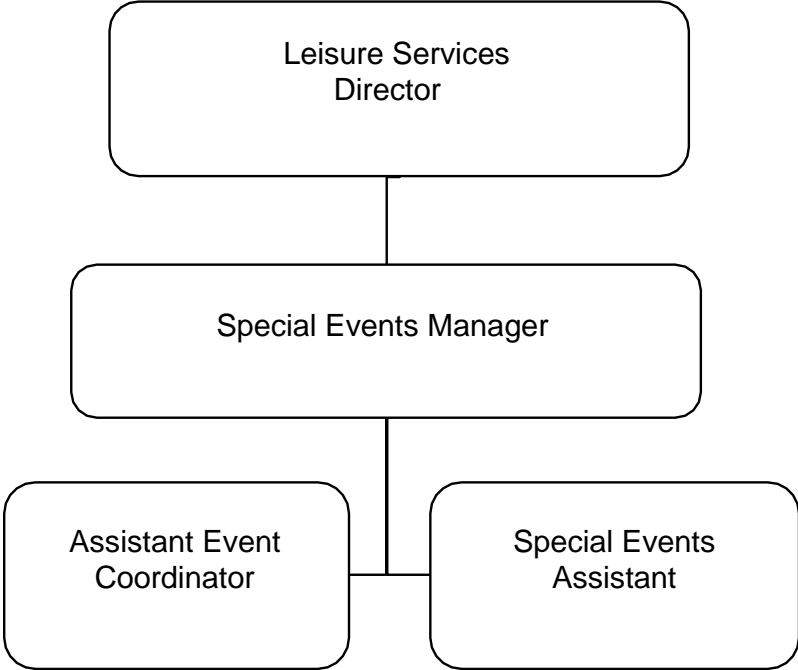 Leisure Services
Director
Special Events Manager
Assistant Event
Coordinator
Special Events
Assistant